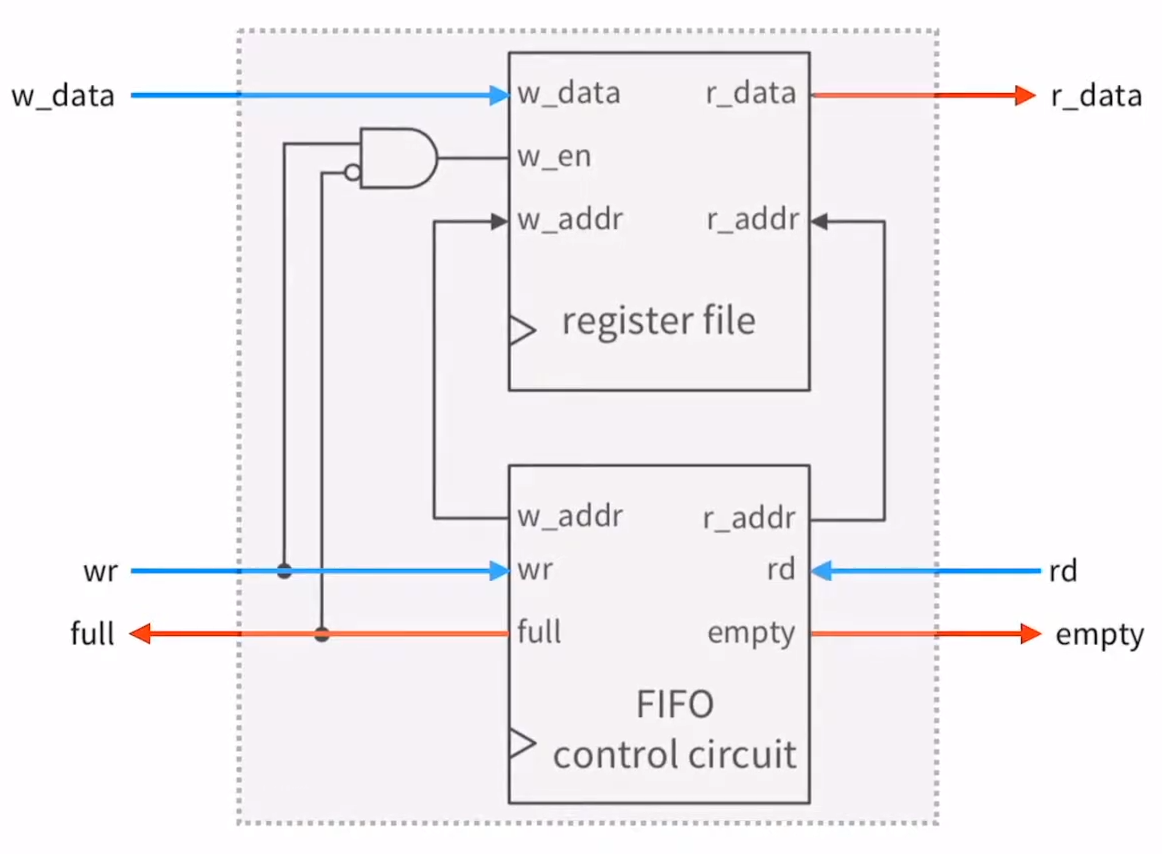 w_data
w_data
r_data
r_data
w_en
w_addr
r_addr
register file
w_addr
r_addr
wr
wr
rd
rd
full
full
empty
empty
FIFO
control circuit